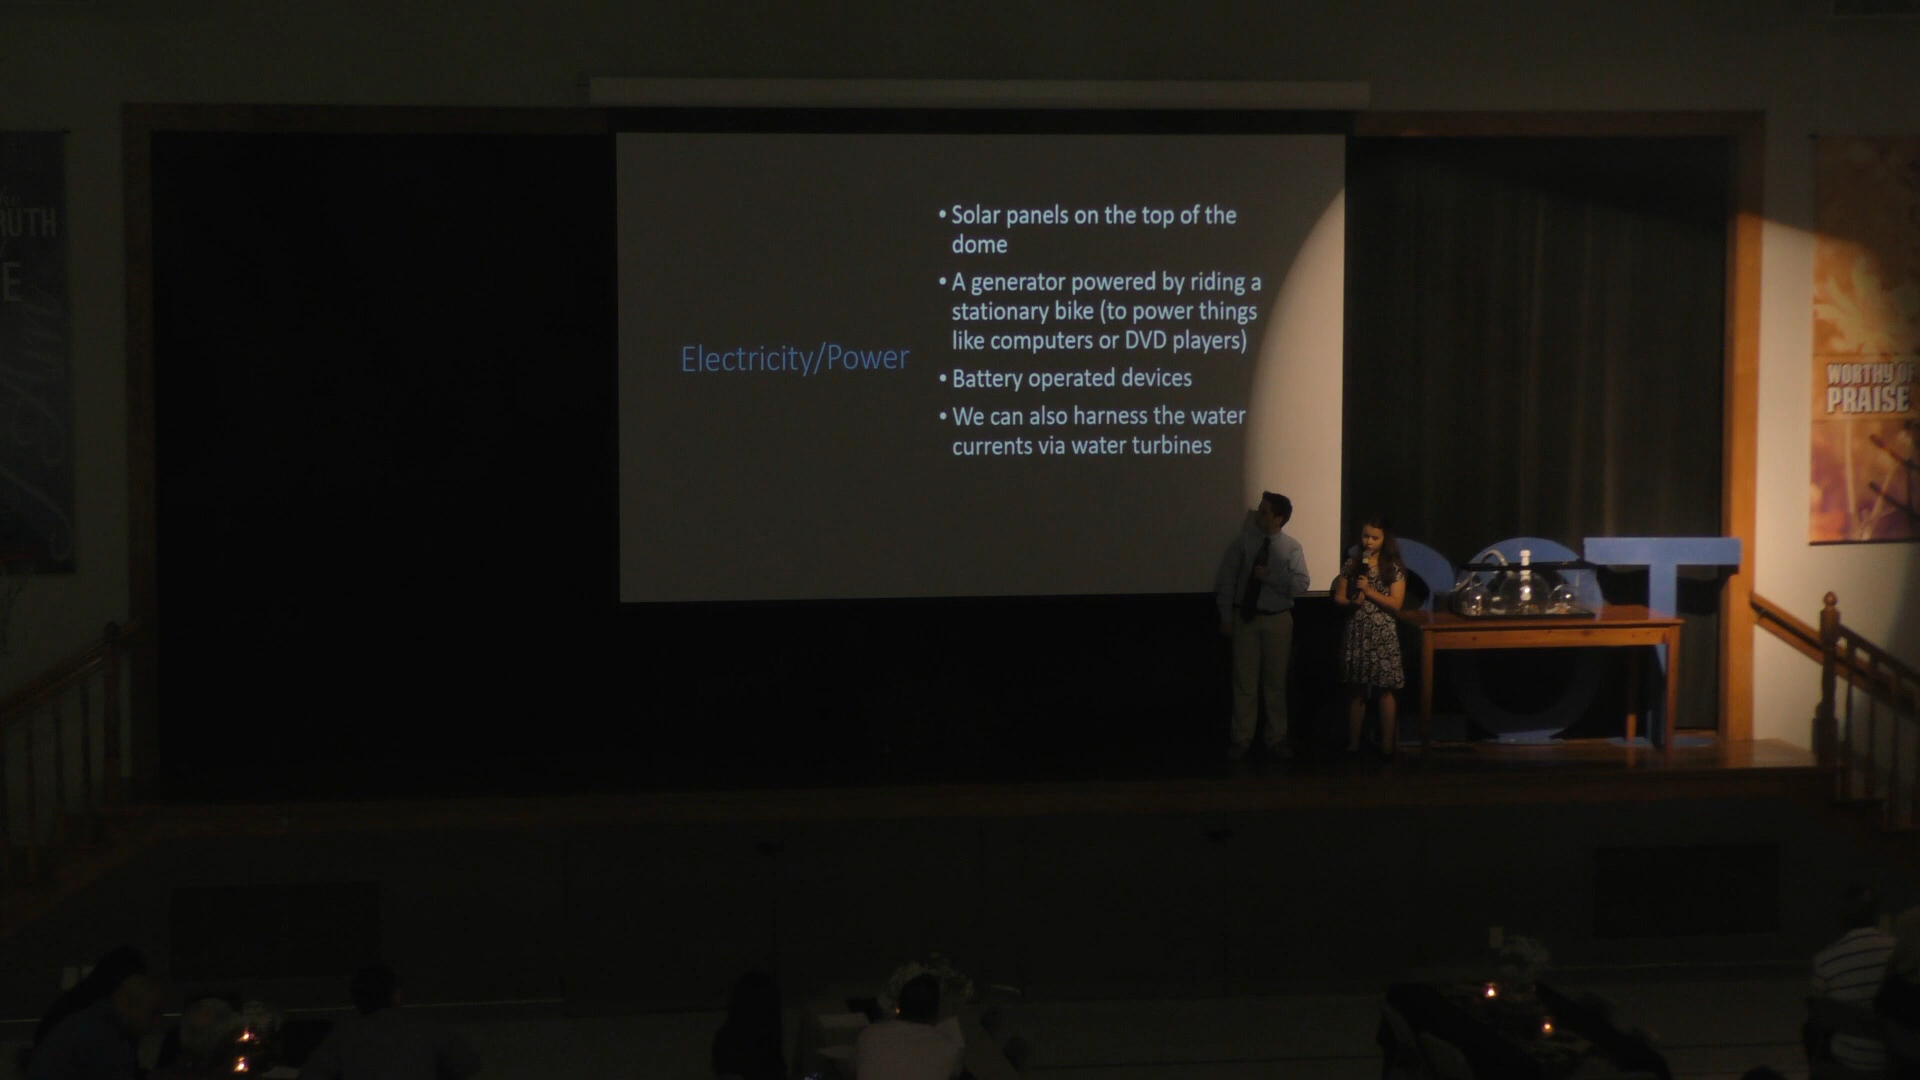 Electricity/Power
• Solar panels on the top of the
dome
• A generator powered by riding a
stationary bike (to power things
like computers or DVD players)
• Battery operated devices
• We can also harness the water
currents via water turbines
WORTHY OF
PRAISE
RUTH
E
ST